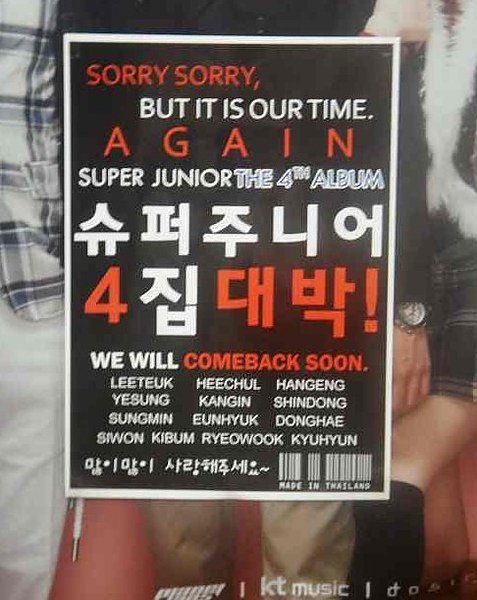 SORRY SORRY,
BUT IT IS OUR TIME.
AGAIN
SUPER JUNIOR THE 4TH ALBUM
슈퍼주니어
4집대박!
WE WILL COMEBACK SOON.
LEETEUK HEECHUL HANGENG
YESUNG KANGIN SHINDONG
SUNGMIN EUNHYUK DONGHAE
SIWON KIBUM RYEOWOOK KYUHYUN
많이많이 사랑해주세요~
MADE IN THAILAND
kt music